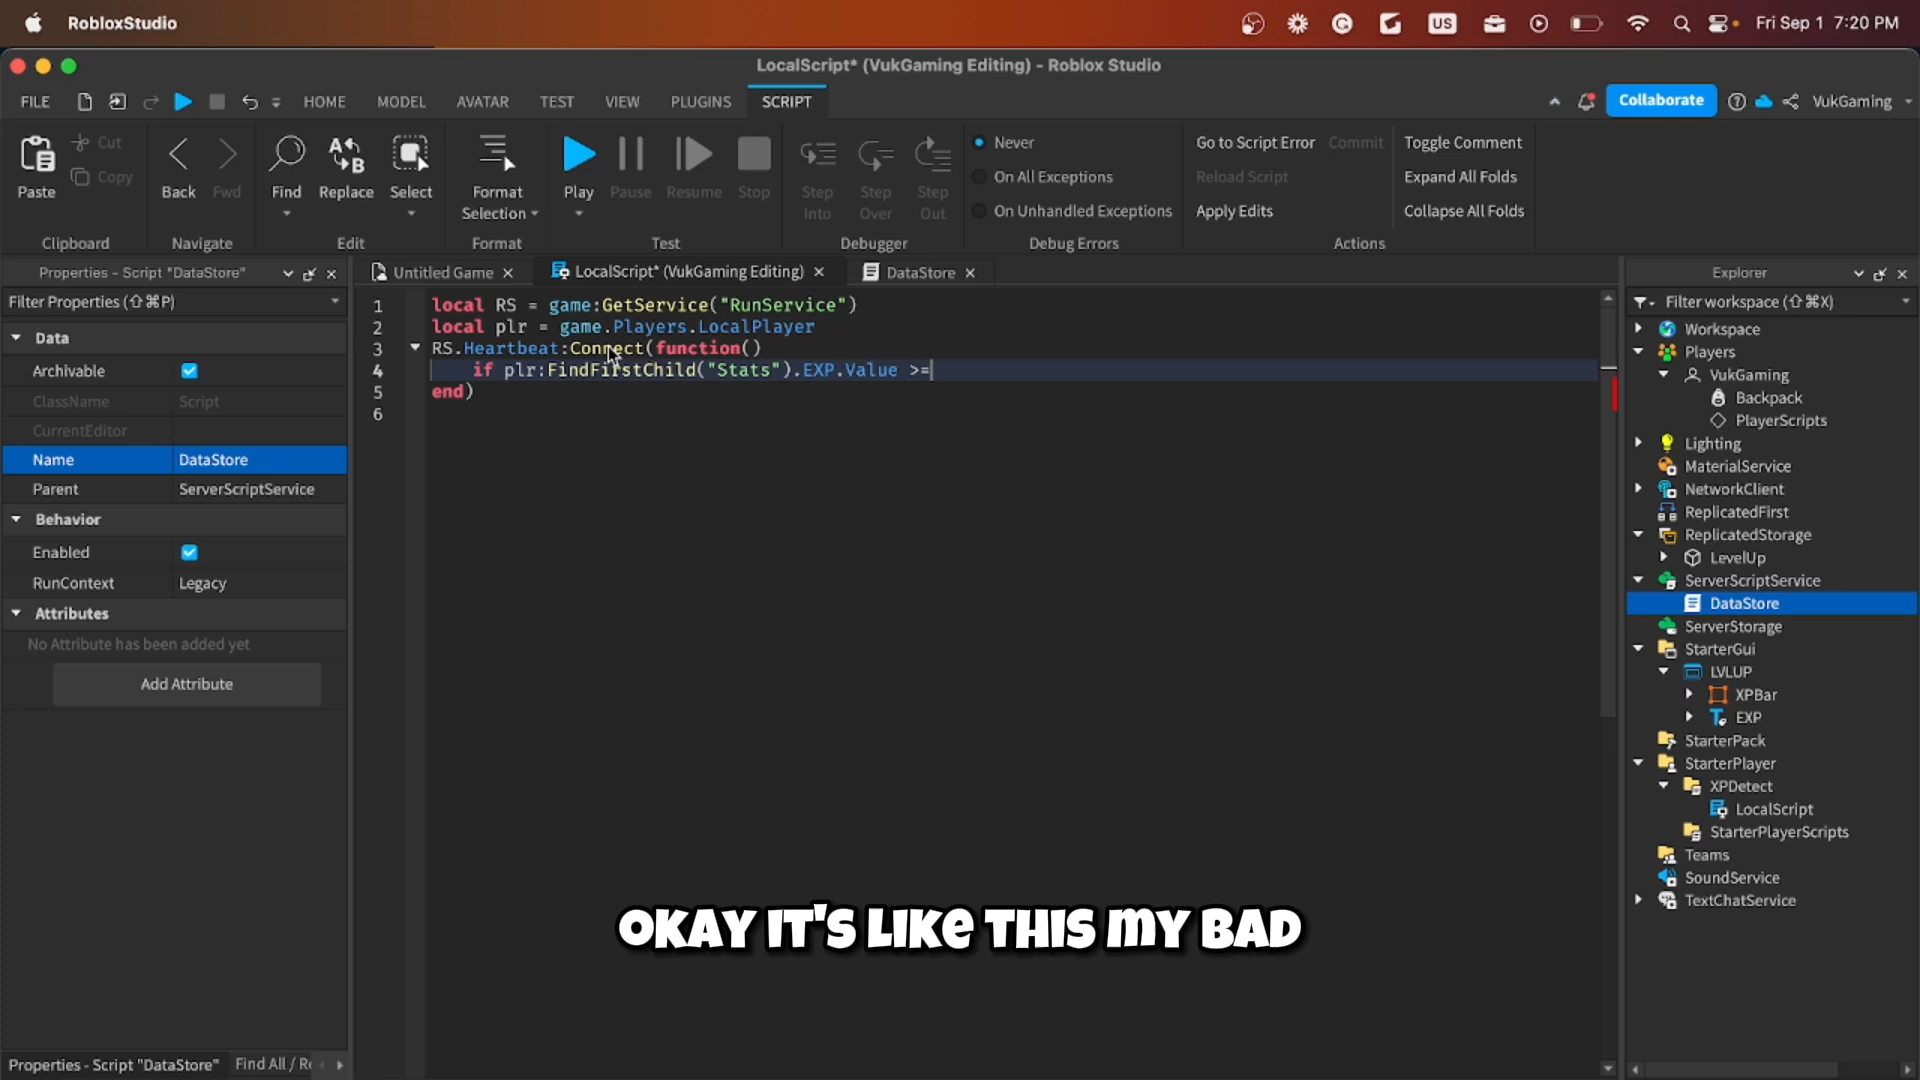 RobloxStudio
US
Fri Sep 1 7:20 PM
LocalScript* (VukGaming Editing) - Roblox Studio
FILE
HOME
MODEL
AVATAR
TEST
VIEW
PLUGINS
SCRIPT
Collaborate
VukGaming
Paste
Cut
Copy
Clipboard
Back
Fwd
Navigate
Find
Replace
Select
Edit
Format
Selection
Format
Play
Pause
Resume
Stop
Test
Step
Into
Step
Over
Step
Out
Debugger
Never
On All Exceptions
On Unhandled Exceptions
Debug Errors
Go to Script Error
Commit
Reload Script
Apply Edits
Toggle Comment
Expand All Folds
Collapse All Folds
Actions
Properties - Script "DataStore"
Filter Properties (⇧⌘P)
Data
Archivable
ClassName Script
CurrentEditor
Name DataStore
Parent ServerScriptService
Behavior
Enabled
RunContext Legacy
Attributes
No Attribute has been added yet
Add Attribute
Properties - Script "DataStore"
Find All / Re
Untitled Game
LocalScript* (VukGaming Editing)
DataStore
1 local RS = game:GetService("RunService")
2 local plr = game.Players.LocalPlayer
3 RS.Heartbeat:Connect(function()
4 if plr:FindFirstChild("Stats").EXP.Value >=
5 end)
6
OKAY IT'S LIKE THIS MY BAD
Explorer
Filter workspace (⇧⌘X)
Workspace
Players
VukGaming
Backpack
PlayerScripts
Lighting
MaterialService
NetworkClient
ReplicatedFirst
ReplicatedStorage
LevelUp
ServerScriptService
DataStore
ServerStorage
StarterGui
LVLUP
XPBar
EXP
StarterPack
StarterPlayer
XPDetect
LocalScript
StarterPlayerScripts
Teams
SoundService
TextChatService